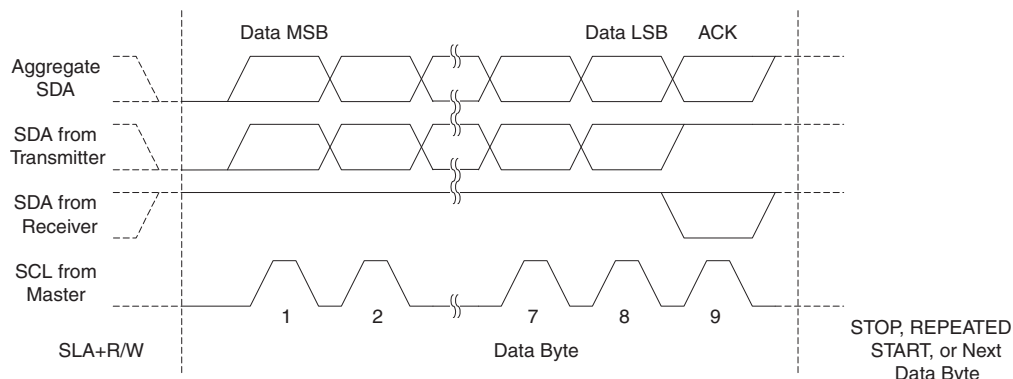 Data MSB
Data LSB
ACK
Aggregate
SDA
SDA from
Transmitter
SDA from
Receiver
SCL from
Master
1
2
7
8
9
SLA+R/W
Data Byte
STOP, REPEATED
START, or Next
Data Byte